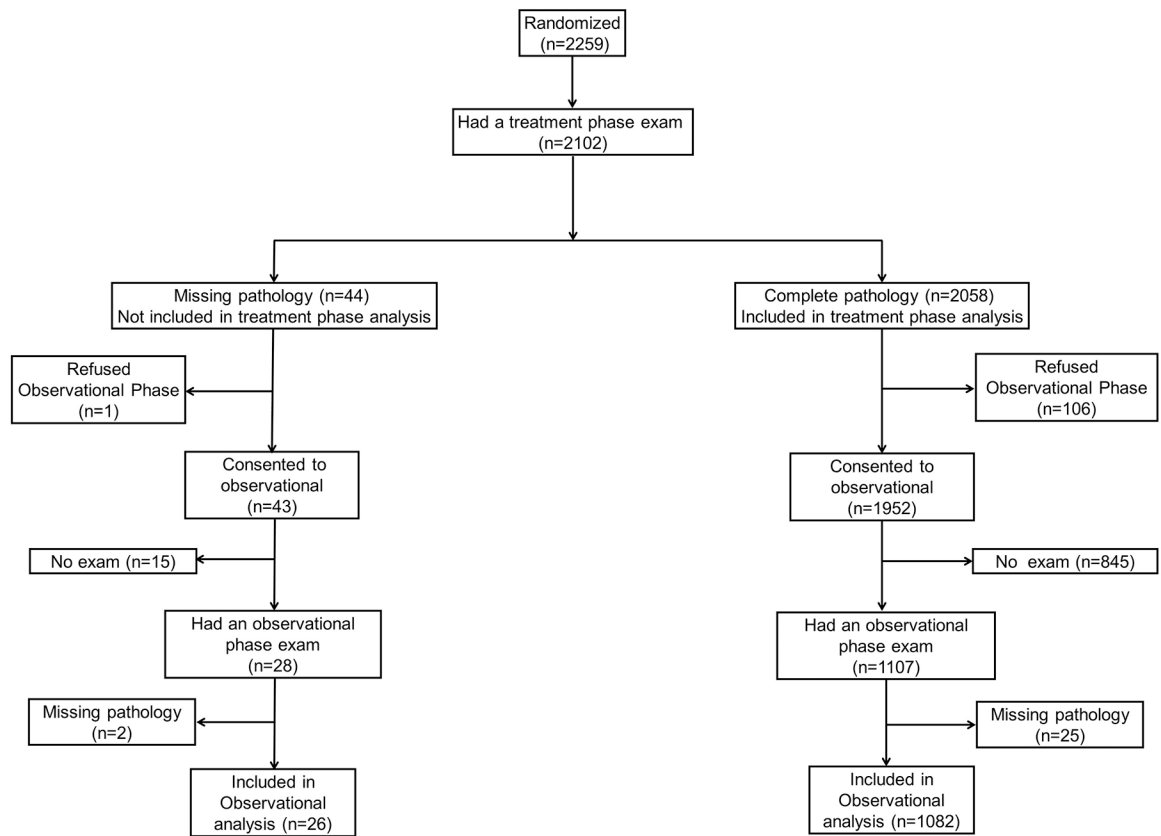 Randomized
(n=2259)
Had a treatment phase exam
(n=2102)
Missing pathology (n=44)
Not included in treatment phase analysis
Complete pathology (n=2058)
Included in treatment phase analysis
Refused
Observational Phase
(n=1)
Refused
Observational Phase
(n=106)
Consented to
observational
(n=43)
Consented to
observational
(n=1952)
No exam (n=15)
No exam (n=845)
Had an observational
phase exam
(n=28)
Had an observational
phase exam
(n=1107)
Missing pathology
(n=2)
Missing pathology
(n=25)
Included in
Observational
analysis (n=26)
Included in
Observational
analysis (n=1082)